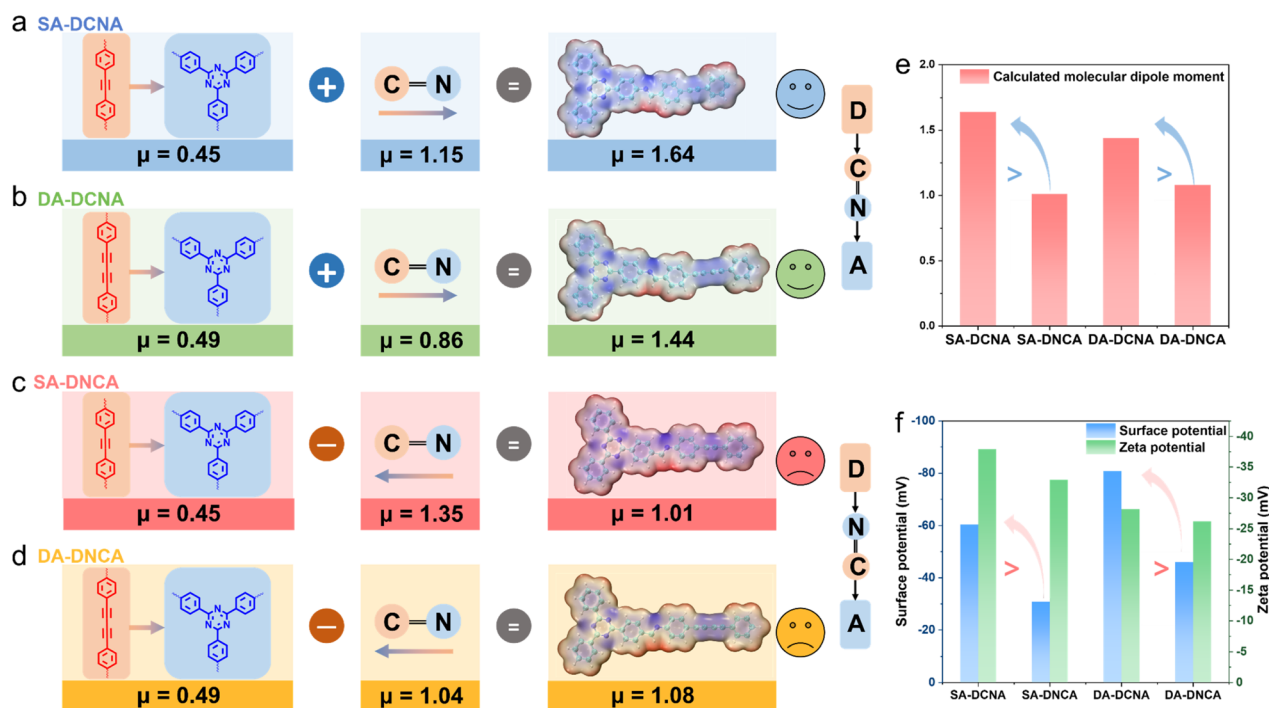 a
SA-DCNA
N
N
N
+
C=N
=
μ = 0.45
μ = 1.15
μ = 1.64
b
DA-DCNA
N
N
N
+
C=N
=
μ = 0.49
μ = 0.86
μ = 1.44
D
C
N
A
c
SA-DNCA
N
N
N
−
C=N
=
μ = 0.45
μ = 1.35
μ = 1.01
d
DA-DNCA
N
N
N
−
C=N
=
μ = 0.49
μ = 1.04
μ = 1.08
D
N
C
A
e
Calculated molecular dipole moment
2.0
1.5
1.0
0.5
0.0
>
>
SA-DCNA SA-DNCA DA-DCNA DA-DNCA
f
Surface potential
Zeta potential
Surface potential (mV)
-100
-80
-60
-40
-20
0
>
>
-40
-35
-30
-25
-20
-15
-10
-5
0
Zeta potential (mV)
SA-DCNA SA-DNCA DA-DCNA DA-DNCA